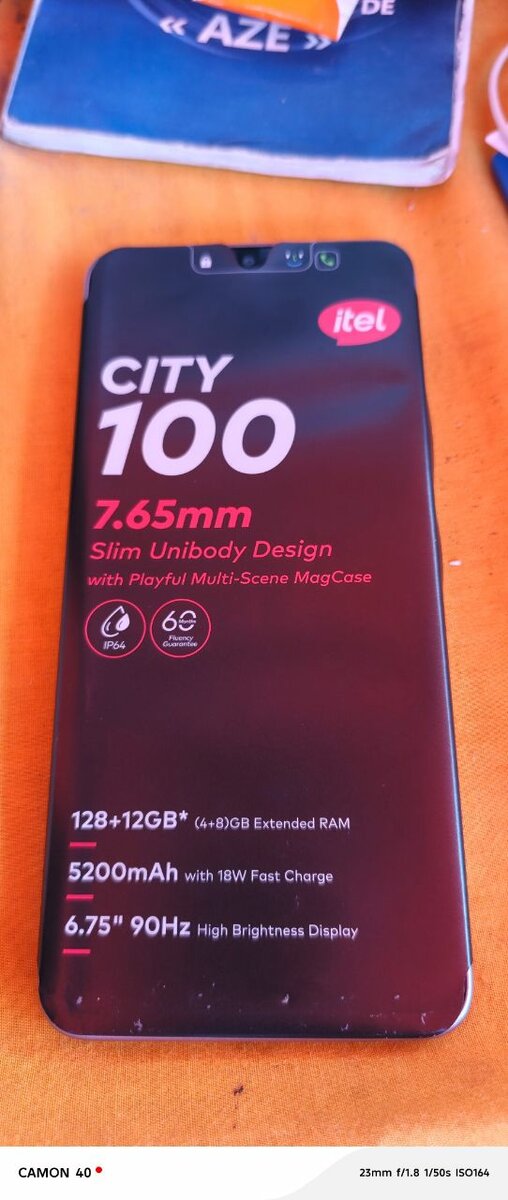 DE
« AZE »
itel
CITY
100
7.65mm
Slim Unibody Design
with Playful Multi-Scene MagCase
IP64
60 Months
Fluency
Guarantee
128+12GB* (4+8)GB Extended RAM
5200mAh with 18W Fast Charge
6.75" 90Hz High Brightness Display
CAMON 40
23mm f/1.8 1/50s ISO164